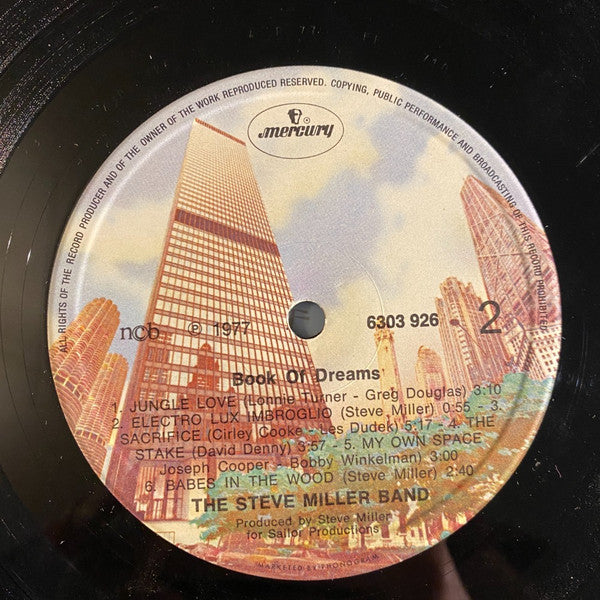 ALL RIGHTS OF THE RECORD PRODUCER AND OF THE OWNER OF THE WORK REPRODUCED RESERVED. COPYING, PUBLIC PERFORMANCE AND BROADCASTING OF THIS RECORD PROHIBITED
mercury
ncb ℗ 1977 6303 926 2
Book Of Dreams
1. JUNGLE LOVE (Lonnie Turner - Greg Douglas) 3:10
2. ELECTRO LUX IMBROGLIO (Steve Miller) 0:55 - 3.
SACRIFICE (Cirley Cooke - Les Dudek) 5:17 - 4. THE
STAKE (David Denny) 3:57 - 5. MY OWN SPACE
Joseph Cooper - Bobby Winkelman) 3:00
6. BABES IN THE WOOD (Steve Miller) 2:40
THE STEVE MILLER BAND
Produced by Steve Miller
for Sailor Productions
MARKETED BY PHONOGRAM